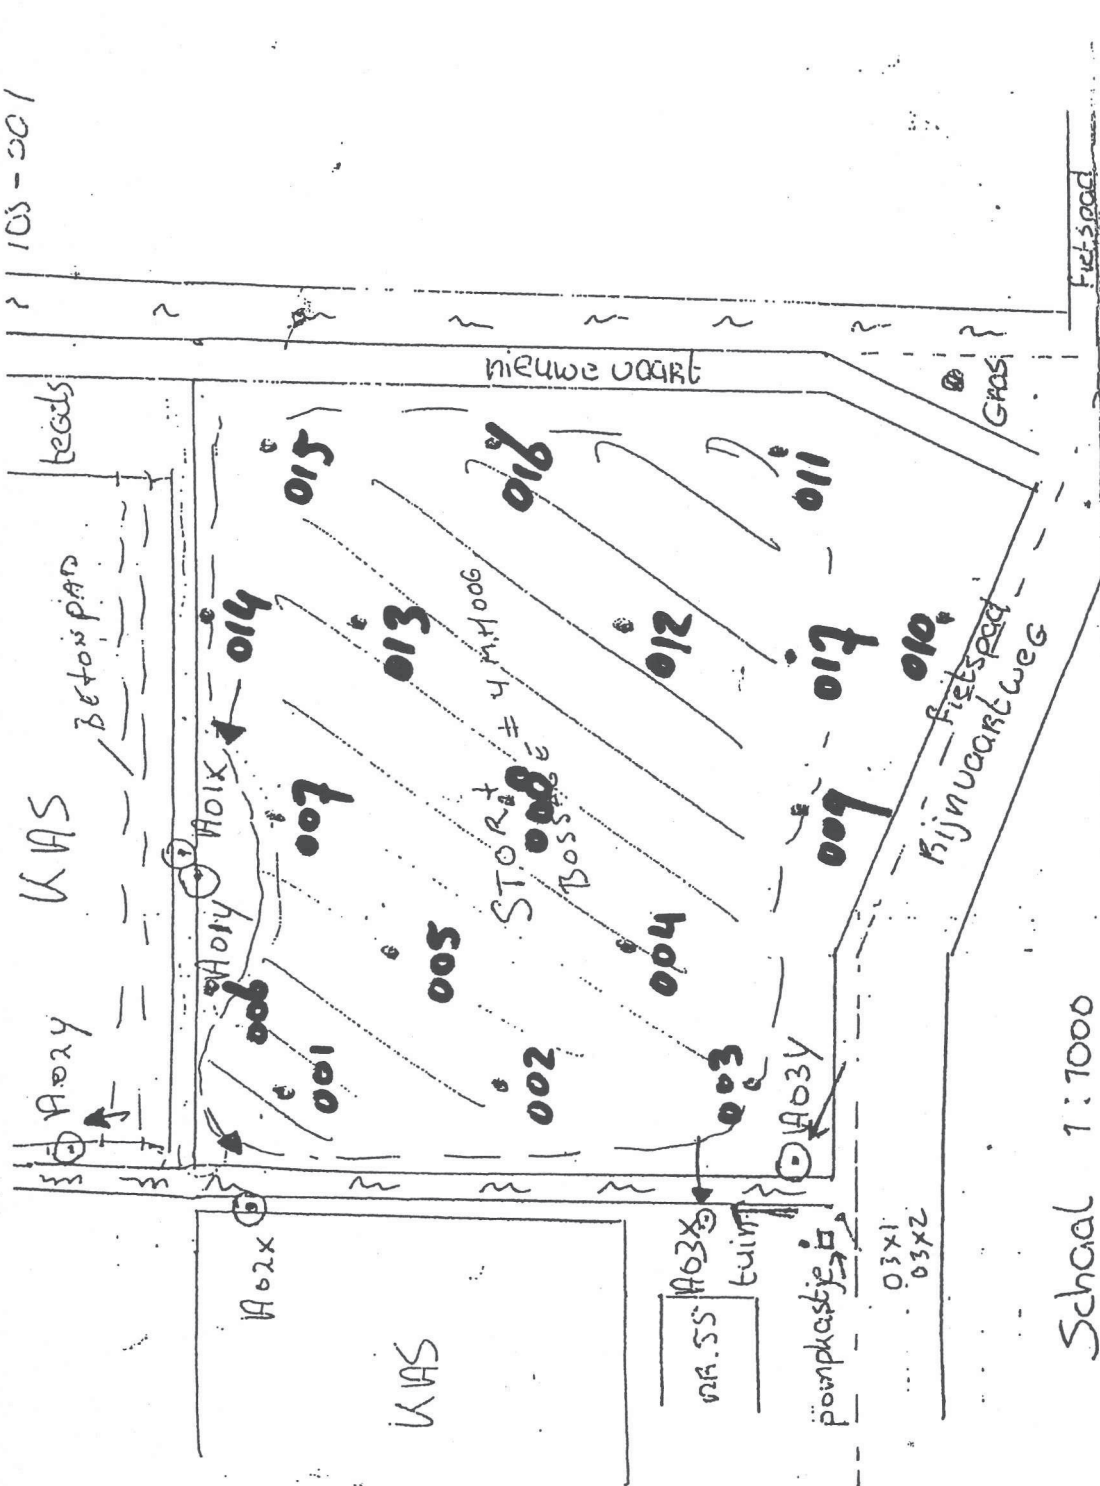 103-001
tegels
BETONPAD
KAS
A02Y
nieuwe vaart
GRAS
Fietspad
015
016
011
014
013
012
017
010
A01X
A01Y
007
STORT
008
BOSSAGE ± 4 M. HOOG
009
006
005
004
001
002
003
Fietspad
Rijnvaartweg
A03Y
A02X
A03X
tuin
KAS
nr. 55
pompkastje
03X1
03X2
Schaal 1:1000